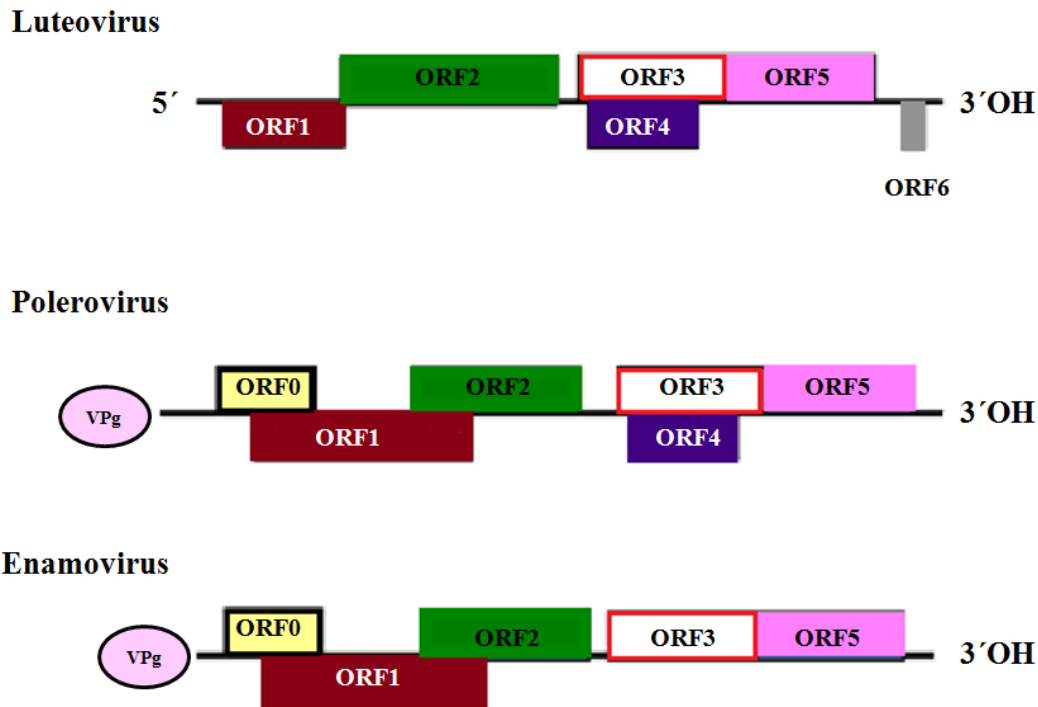 Luteovirus
ORF2 ORF3 ORF5
5´ 3´OH
ORF1 ORF4
ORF6
Polerovirus
ORF0 ORF2 ORF3 ORF5
VPg 3´OH
ORF1 ORF4
Enamovirus
ORF0 ORF2 ORF3 ORF5
VPg 3´OH
ORF1